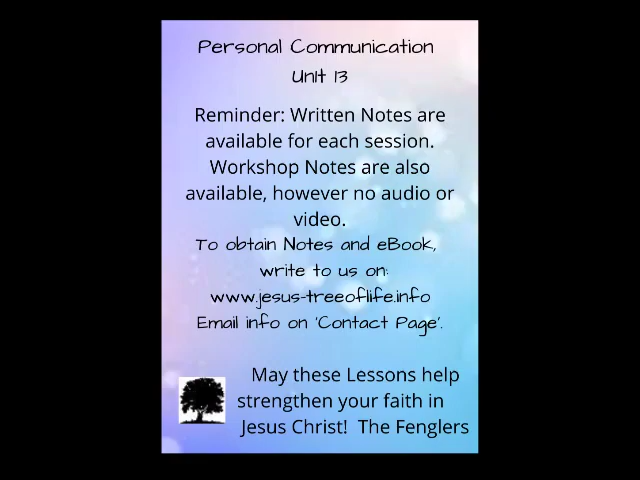 Personal Communication
Unit 13
Reminder: Written Notes are
available for each session.
Workshop Notes are also
available, however no audio or
video.
To obtain Notes and eBook,
write to us on:
www.jesus-treeoflife.info
Email info on 'Contact Page'.
May these Lessons help
strengthen your faith in
Jesus Christ! The Fenglers